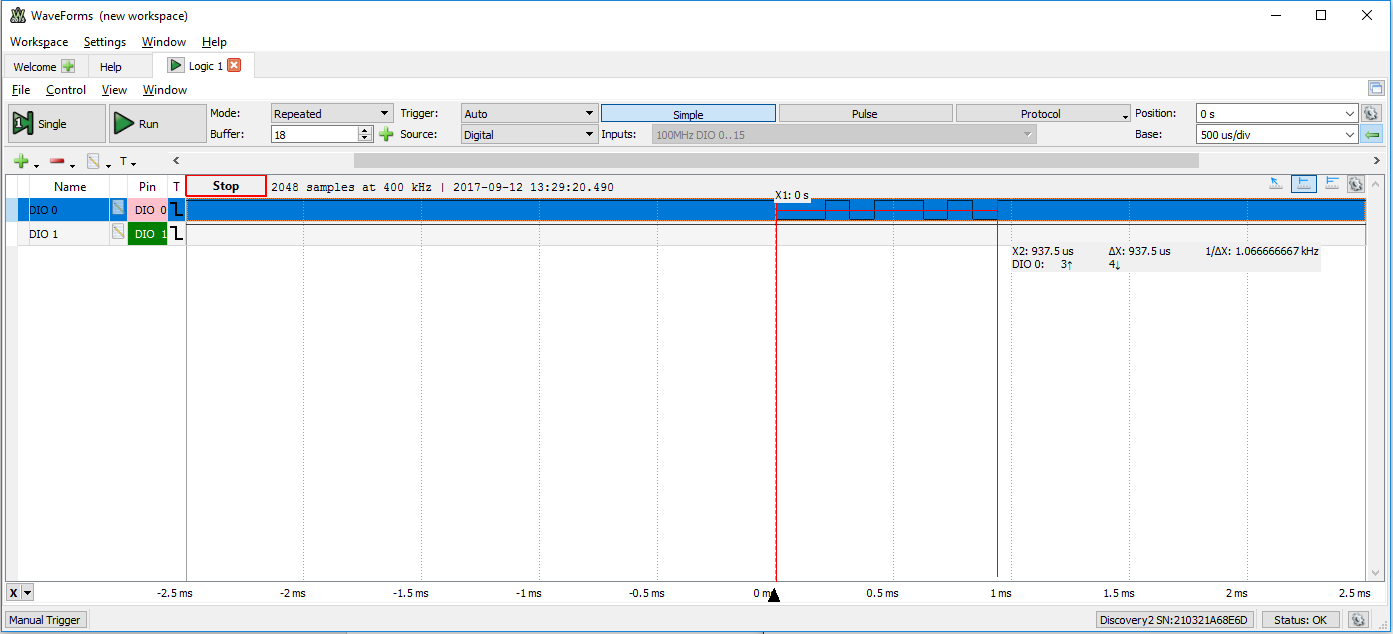 WaveForms (new workspace)
Workspace Settings Window Help
Welcome Help Logic 1
File Control View Window
Single Run Mode: Repeated Trigger: Auto Simple Pulse Protocol Position: 0 s
Buffer: 18 Source: Digital Inputs: 100MHz DIO 0..15 Base: 500 us/div
T
Name Pin T Stop 2048 samples at 400 kHz | 2017-09-12 13:29:20.490
X1: 0 s
DIO 0 DIO 0
DIO 1 DIO 1
X2: 937.5 us ΔX: 937.5 us 1/ΔX: 1.066666667 kHz
DIO 0: 3↑ 4↓
X -2.5 ms -2 ms -1.5 ms -1 ms -0.5 ms 0 ms 0.5 ms 1 ms 1.5 ms 2 ms 2.5 ms
Manual Trigger Discovery2 SN:210321A68E6D Status: OK